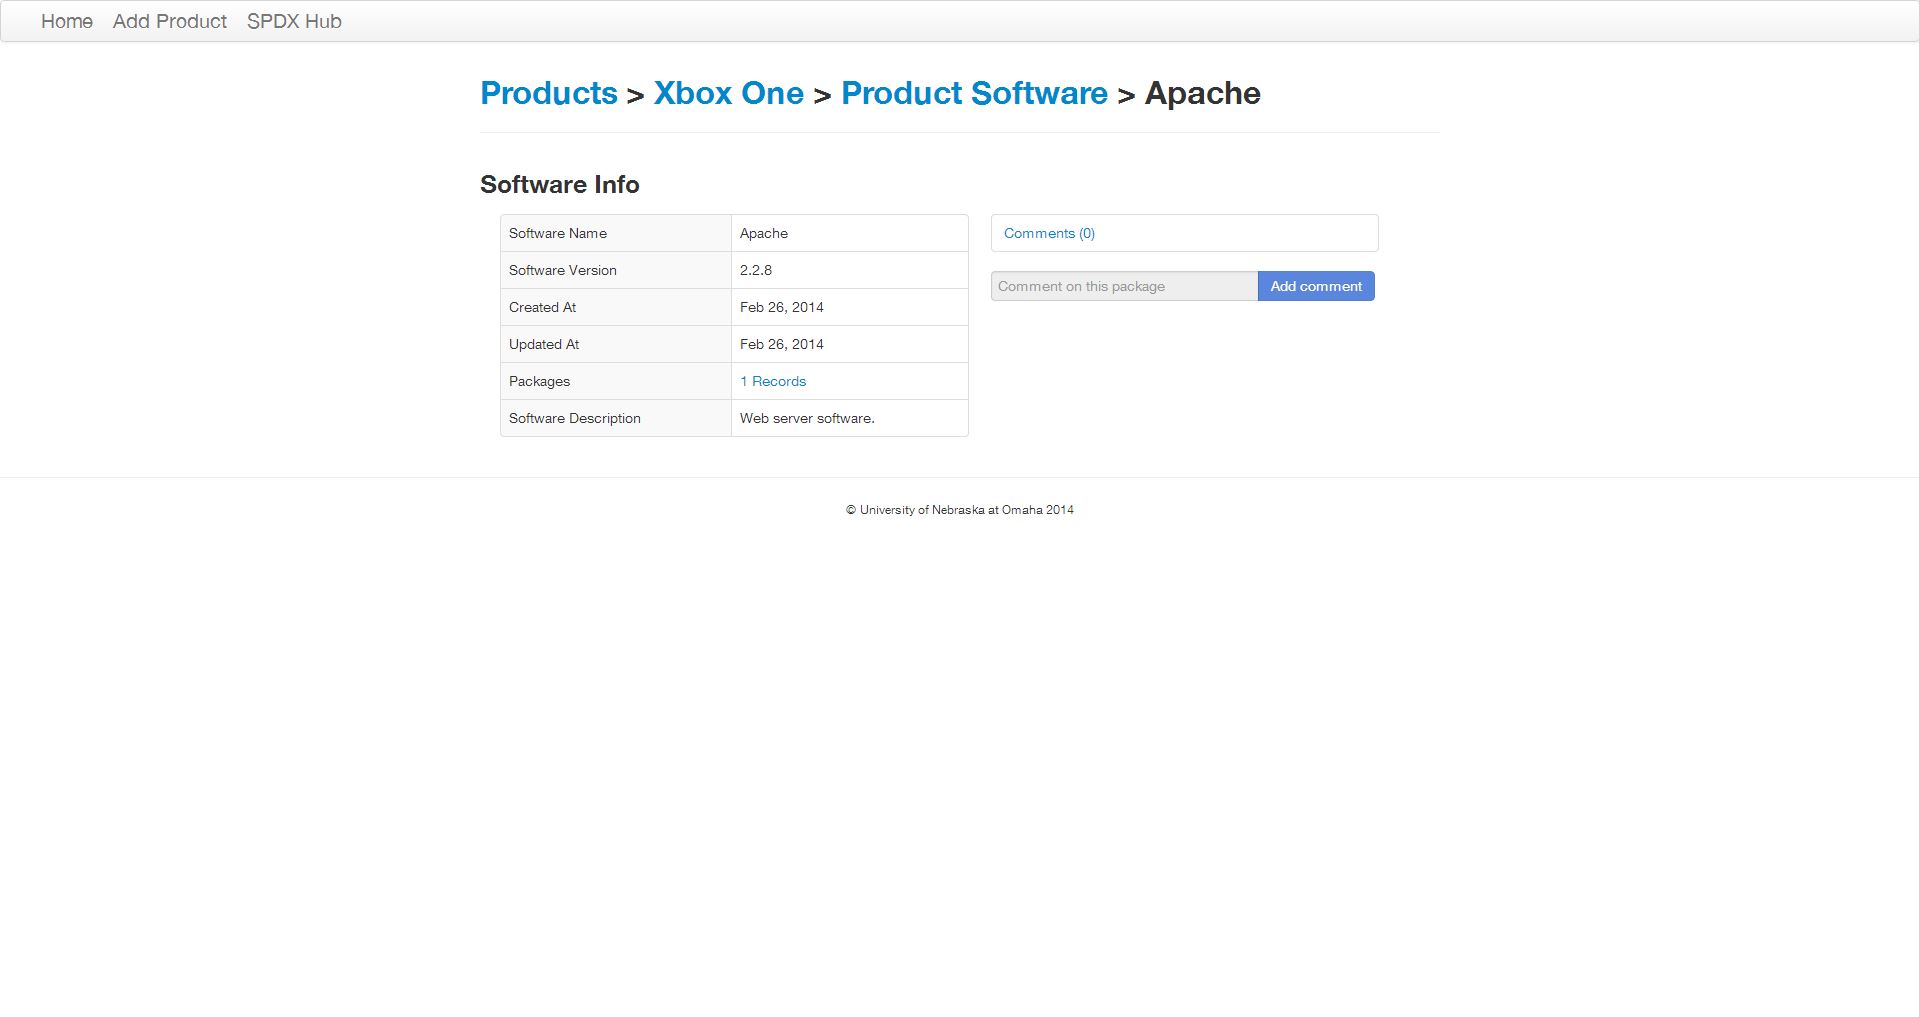 Home Add Product SPDX Hub
Products > Xbox One > Product Software > Apache
Software Info
Software Name Apache
Software Version 2.2.8
Created At Feb 26, 2014
Updated At Feb 26, 2014
Packages 1 Records
Software Description Web server software.
Comments (0)
Comment on this package Add comment
© University of Nebraska at Omaha 2014